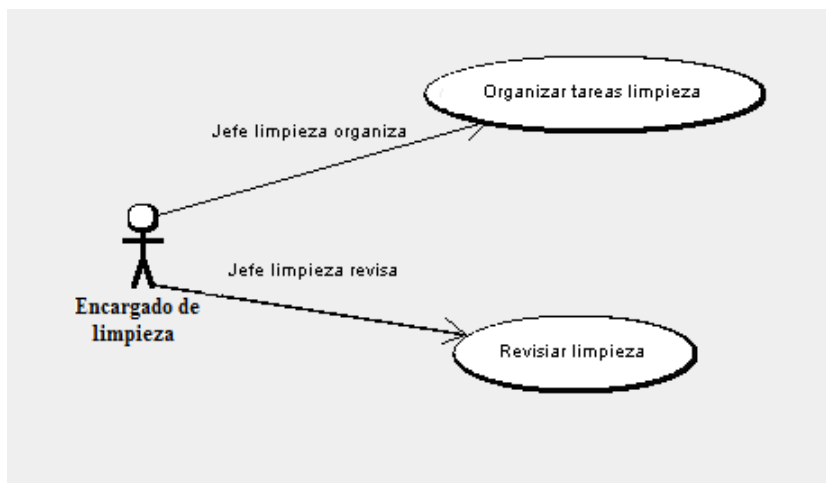 Organizar tareas limpieza
Jefe limpieza organiza
Jefe limpieza revisa
Encargado de
limpieza
Revisiar limpieza